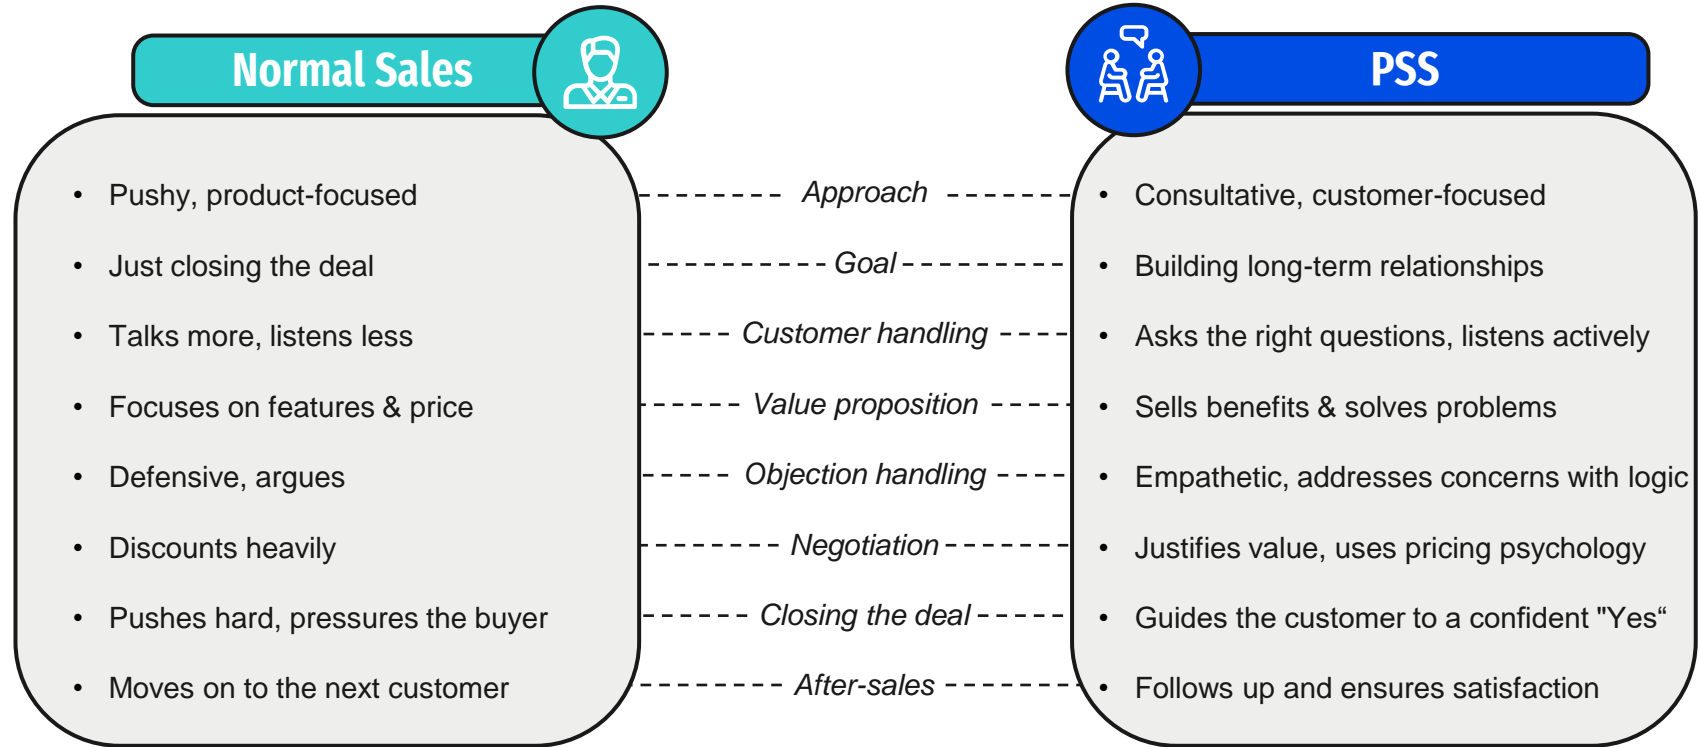 Normal Sales
PSS
• Pushy, product-focused
Approach
• Consultative, customer-focused
• Just closing the deal
Goal
• Building long-term relationships
• Talks more, listens less
Customer handling
• Asks the right questions, listens actively
• Focuses on features & price
Value proposition
• Sells benefits & solves problems
• Defensive, argues
Objection handling
• Empathetic, addresses concerns with logic
• Discounts heavily
Negotiation
• Justifies value, uses pricing psychology
• Pushes hard, pressures the buyer
Closing the deal
• Guides the customer to a confident "Yes“
• Moves on to the next customer
After-sales
• Follows up and ensures satisfaction